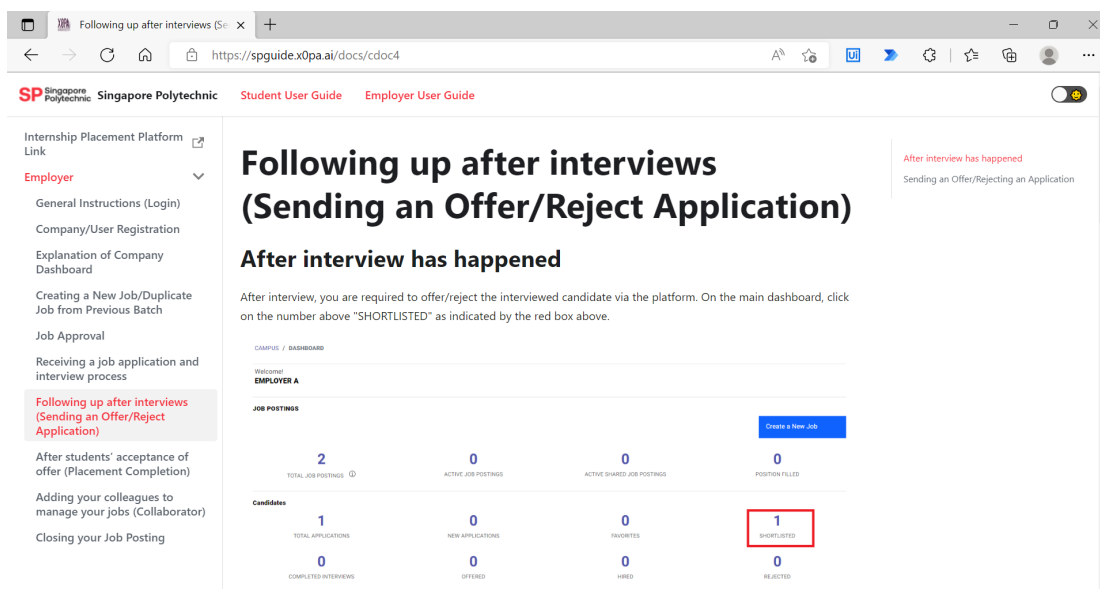 Following up after interviews (Se
https://spguide.x0pa.ai/docs/cdoc4
SP Singapore Polytechnic Singapore Polytechnic Student User Guide Employer User Guide
Internship Placement Platform Link
Employer
General Instructions (Login)
Company/User Registration
Explanation of Company
Dashboard
Creating a New Job/Duplicate
Job from Previous Batch
Job Approval
Receiving a job application and
interview process
Following up after interviews
(Sending an Offer/Reject
Application)
After students' acceptance of
offer (Placement Completion)
Adding your colleagues to
manage your jobs (Collaborator)
Closing your Job Posting
Following up after interviews
(Sending an Offer/Reject Application)
After interview has happened
After interview, you are required to offer/reject the interviewed candidate via the platform. On the main dashboard, click
on the number above "SHORTLISTED" as indicated by the red box above.
CAMPUS / DASHBOARD
Welcome!
EMPLOYER A
JOB POSTINGS
Create a New Job
2 0 0 0
TOTAL JOB POSTINGS ACTIVE JOB POSTINGS ACTIVE SHARED JOB POSTINGS POSITION FILLED
Candidates
1 0 0 1
TOTAL APPLICATIONS NEW APPLICATIONS FAVORITES SHORTLISTED
0 0 0 0
COMPLETED INTERVIEWS OFFERED HIRED REJECTED
After interview has happened
Sending an Offer/Rejecting an Application